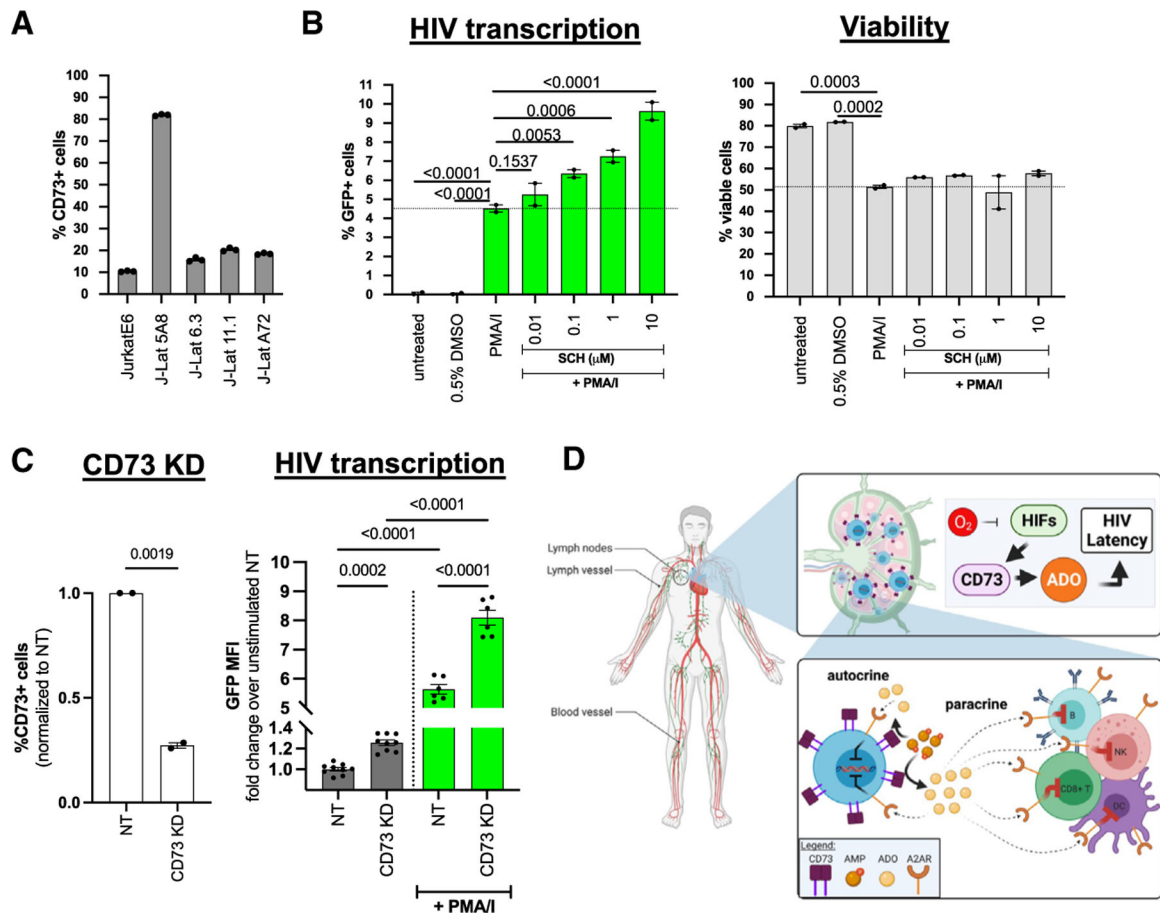 A
% CD73+ cells
100
90
80
70
60
50
40
30
20
10
0
JurkatE6
J-Lat 5A8
J-Lat 6.3
J-Lat 11.1
J-Lat A72
B
HIV transcription
% GFP+ cells
11
10
9
8
7
6
5
4
3
2
1
0
<0.0001
0.0006
0.0053
0.1537
<0.0001
<0.0001
untreated
0.5% DMSO
PMA/I
0.01
0.1
1
10
SCH (μM)
+ PMA/I
Viability
% viable cells
100
90
80
70
60
50
40
30
20
10
0
0.0003
0.0002
untreated
0.5% DMSO
PMA/I
0.01
0.1
1
10
SCH (μM)
+ PMA/I
C
CD73 KD
%CD73+ cells
(normalized to NT)
1.0
0.5
0.0
0.0019
NT
CD73 KD
HIV transcription
GFP MFI
fold change over unstimulated NT
10
9
8
7
6
5
1.4
1.2
1.0
<0.0001
<0.0001
0.0002
<0.0001
NT
CD73 KD
NT
CD73 KD
+ PMA/I
D
Lymph nodes
Lymph vessel
Blood vessel
O2
HIFs
HIV
Latency
CD73
ADO
autocrine
paracrine
B
NK
CD8+ T
DC
Legend:
CD73 AMP ADO A2AR